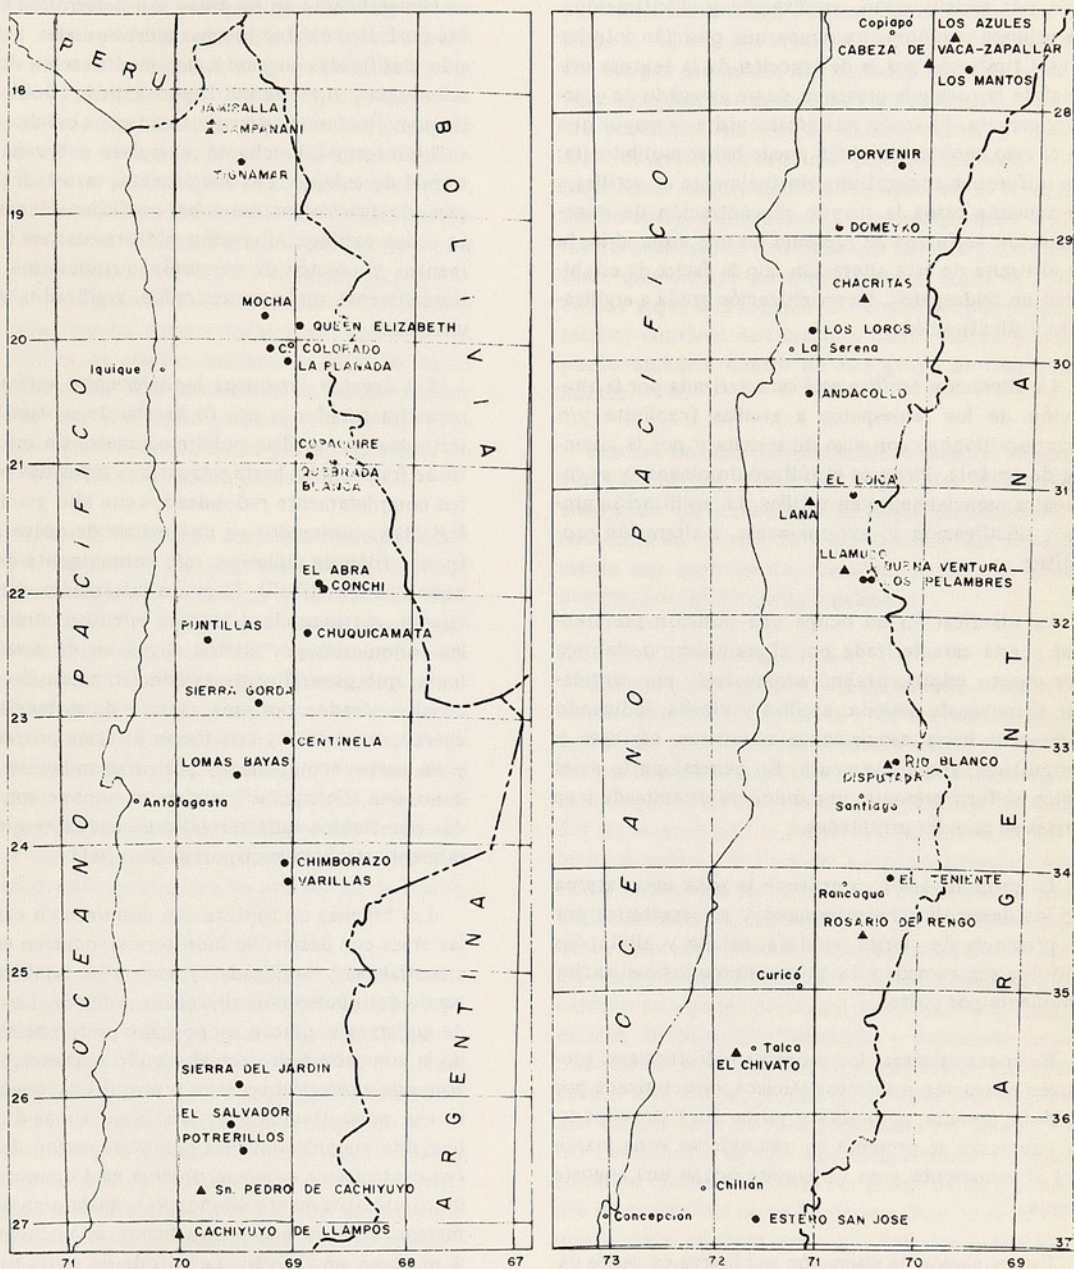 PERU
18
JAMIRALLA
CAMPANANI
TIGNAMAR
19
BOLIVIA
MOCHA
QUEEN ELIZABETH
20
C° COLORADO
LA PLANADA
Iquique
COPAQUIRE
21
QUEBRADA
BLANCA
EL ABRA
CONCHI
22
PUNTILLAS
CHUQUICAMATA
SIERRA GORDA
23
CENTINELA
LOMAS BAYAS
Antofagasta
24
CHIMBORAZO
VARILLAS
25
OCEANO PACIFICO
ARGENTINA
SIERRA DEL JARDIN
26
EL SALVADOR
POTRERILLOS
Sn. PEDRO DE CACHIYUYO
27
CACHIYUYO DE LLAMPOS
71 70 69 68 67
Copiapó
LOS AZULES
CABEZA DE VACA-ZAPALLAR
LOS MANTOS
28
PORVENIR
DOMEYKO
29
CHACRITAS
LOS LOROS
La Serena
30
ANDACOLLO
EL LOICA
31
LANA
LLAMUCO
BUENA VENTURA
LOS PELAMBRES
32
33
RIO BLANCO
DISPUTADA
Santiago
EL TENIENTE
34
Rancagua
ROSARIO DE RENGO
Curicó
35
Talca
EL CHIVATO
36
Chillán
Concepción
ESTERO SAN JOSE
37
OCEANO PACIFICO
ARGENTINA
73 72 71 70 69